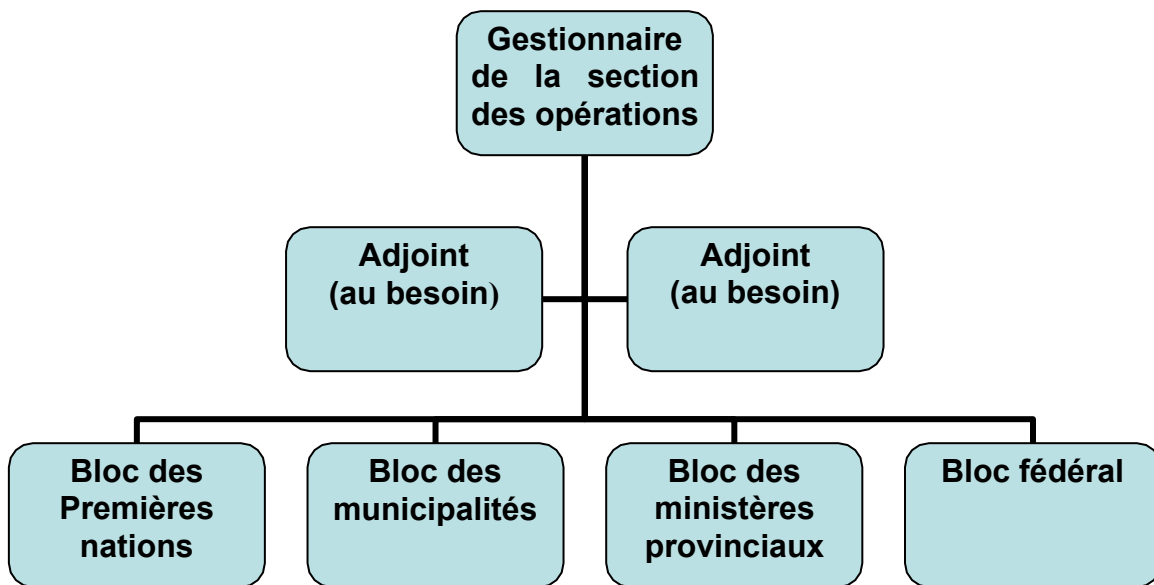 Gestionnaire
de la section
des opérations
Adjoint
(au besoin)
Adjoint
(au besoin)
Bloc des
Premières
nations
Bloc des
municipalités
Bloc des
ministères
provinciaux
Bloc fédéral